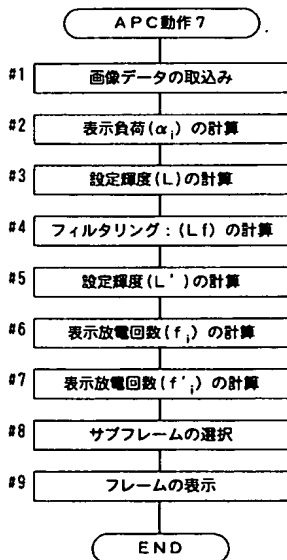 APC動作7
#1 画像データの取込み
#2 表示負荷(αi)の計算
#3 設定輝度(L)の計算
#4 フィルタリング:(Lf)の計算
#5 設定輝度(L')の計算
#6 表示放電回数(fi)の計算
#7 表示放電回数(f'i)の計算
#8 サブフレームの選択
#9 フレームの表示
END